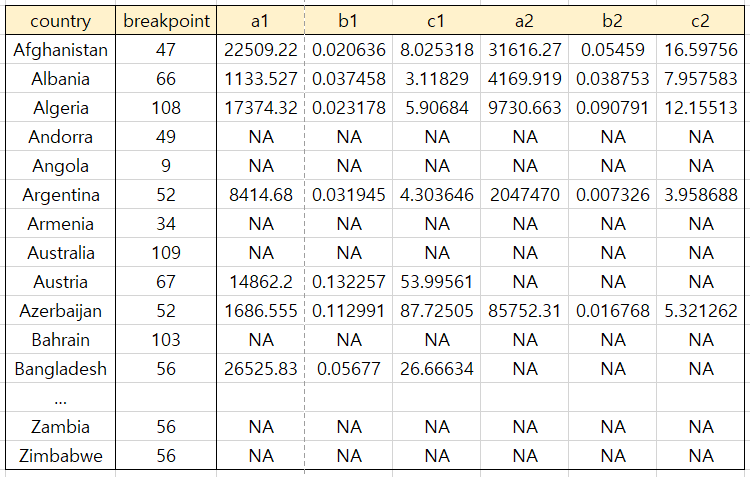 country breakpoint a1 b1 c1 a2 b2 c2
Afghanistan 47 22509.22 0.020636 8.025318 31616.27 0.05459 16.59756
Albania 66 1133.527 0.037458 3.11829 4169.919 0.038753 7.957583
Algeria 108 17374.32 0.023178 5.90684 9730.663 0.090791 12.15513
Andorra 49 NA NA NA NA NA NA
Angola 9 NA NA NA NA NA NA
Argentina 52 8414.68 0.031945 4.303646 2047470 0.007326 3.958688
Armenia 34 NA NA NA NA NA NA
Australia 109 NA NA NA NA NA NA
Austria 67 14862.2 0.132257 53.99561 NA NA NA
Azerbaijan 52 1686.555 0.112991 87.72505 85752.31 0.016768 5.321262
Bahrain 103 NA NA NA NA NA NA
Bangladesh 56 26525.83 0.05677 26.66634 NA NA NA
...
Zambia 56 NA NA NA NA NA NA
Zimbabwe 56 NA NA NA NA NA NA